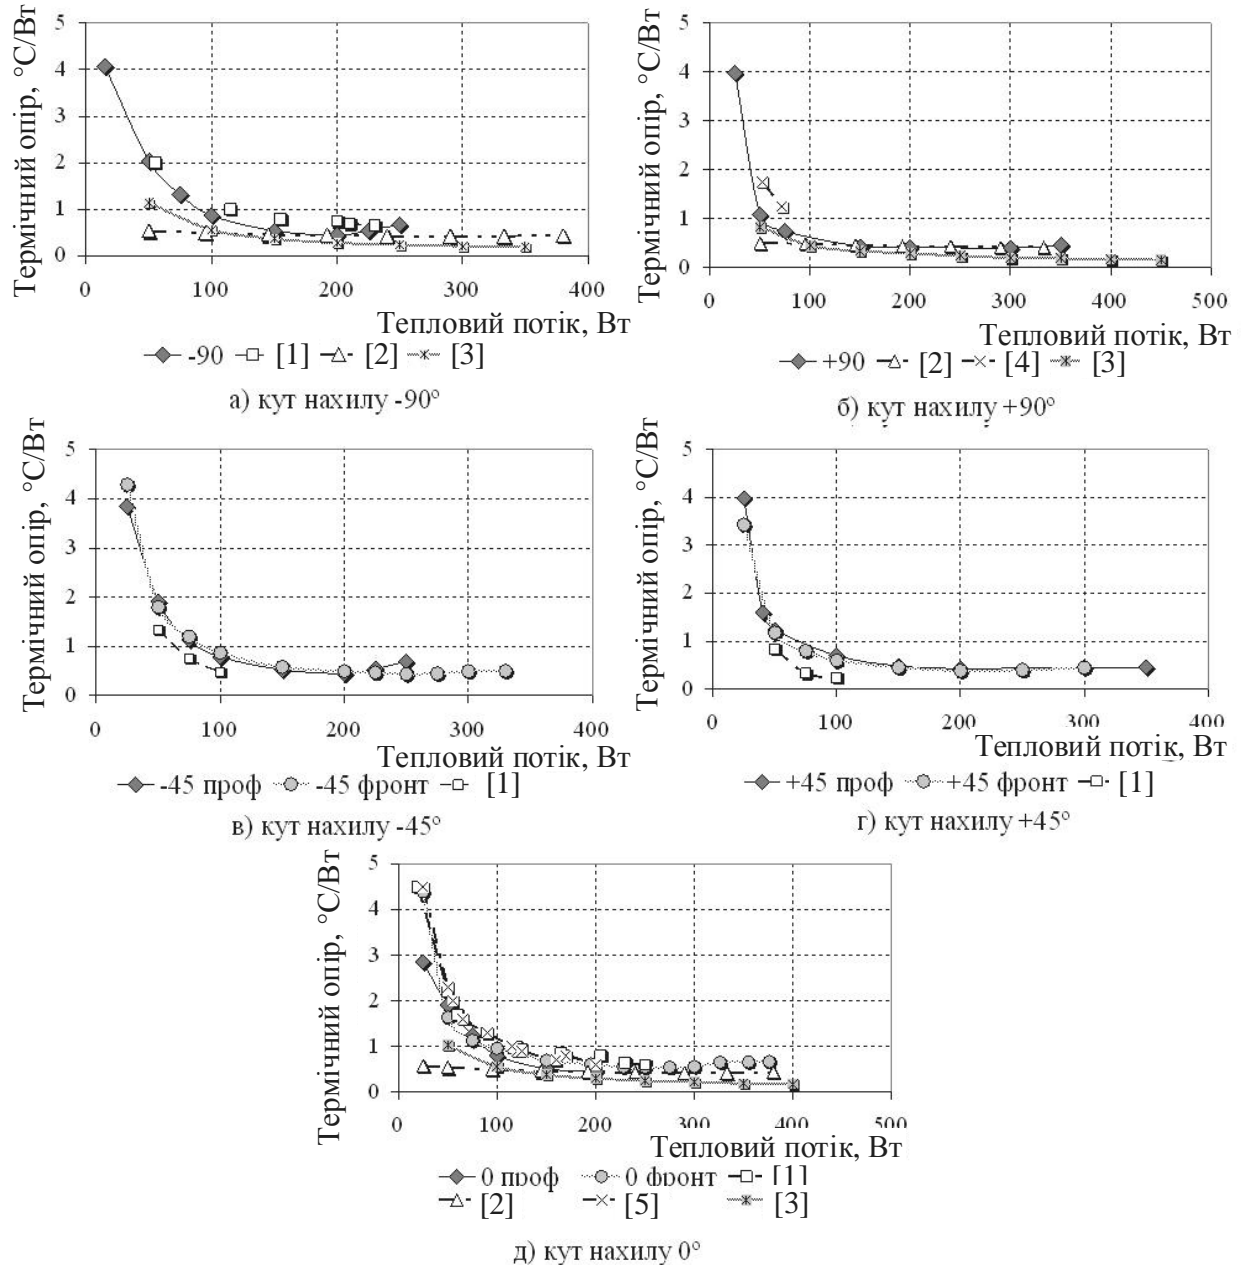 Термічний опір, °С/Вт
5
4
3
2
1
0
0 100 200 300 400
Тепловий потік, Вт
-90 [1] [2] [3]
а) кут нахилу -90°
Термічний опір, °С/Вт
5
4
3
2
1
0
0 100 200 300 400 500
Тепловий потік, Вт
+90 [2] [4] [3]
б) кут нахилу +90°
Термічний опір, °С/Вт
5
4
3
2
1
0
0 100 200 300 400
Тепловий потік, Вт
-45 проф -45 фронт [1]
в) кут нахилу -45°
Термічний опір, °С/Вт
5
4
3
2
1
0
0 100 200 300 400
Тепловий потік, Вт
+45 проф +45 фронт [1]
г) кут нахилу +45°
Термічний опір, °С/Вт
5
4
3
2
1
0
0 100 200 300 400 500
Тепловий потік, Вт
0 проф 0 фронт [1]
[2] [5] [3]
д) кут нахилу 0°